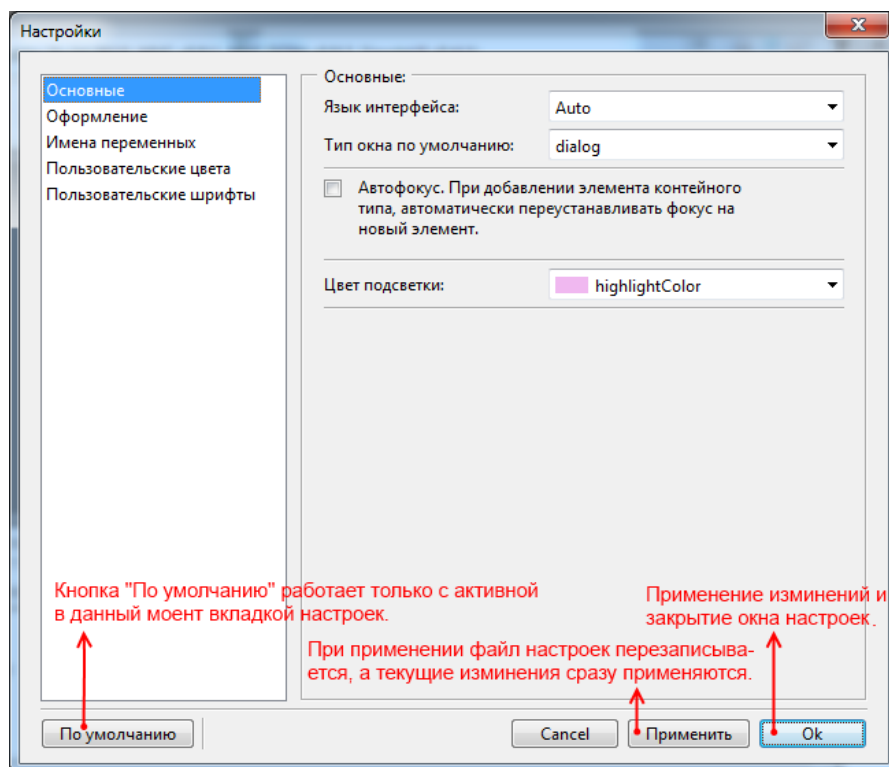 Настройки
Основные
Оформление
Имена переменных
Пользовательские цвета
Пользовательские шрифты
Основные:
Язык интерфейса:
Auto
Тип окна по умолчанию:
dialog
Автофокус. При добавлении элемента контейного
типа, автоматически переустанавливать фокус на
новый элемент.
Цвет подсветки:
highlightColor
Кнопка "По умолчанию" работает только с активной
в данный моент вкладкой настроек.
Применение изминений и
закрытие окна настроек.
При применении файл настроек перезаписыва-
ется, а текущие изминения сразу применяются.
По умолчанию
Cancel
Применить
Ok